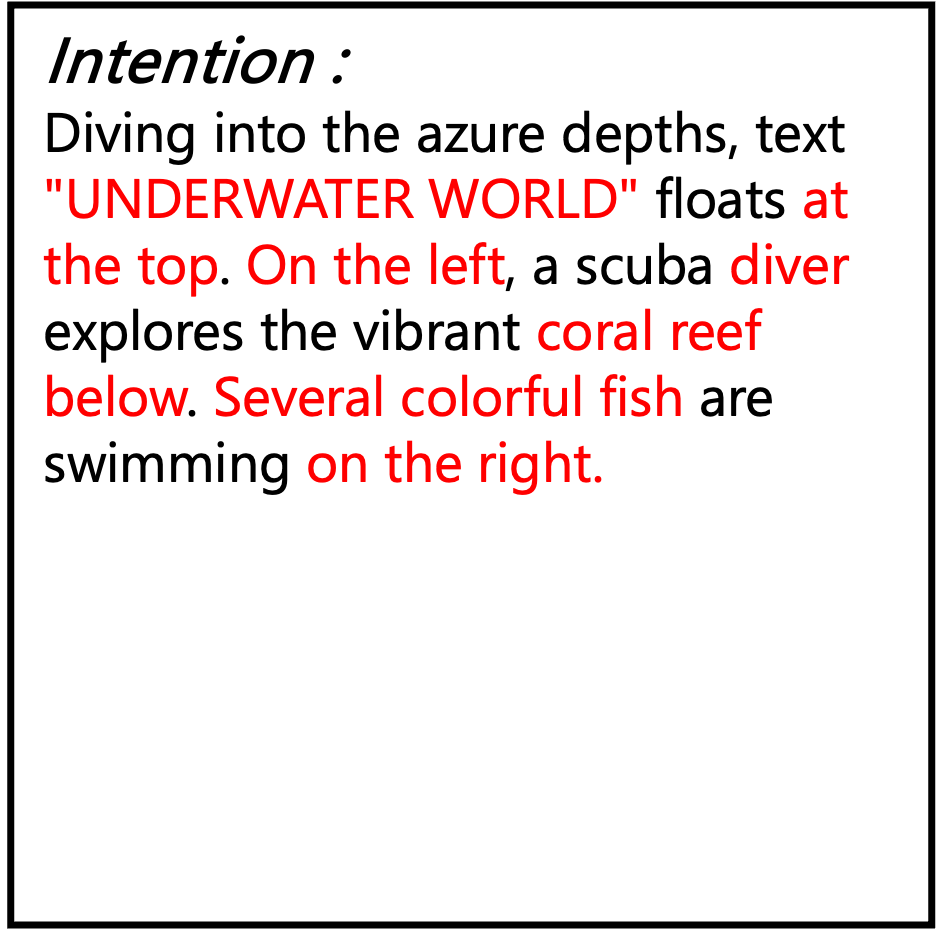 Intention :
Diving into the azure depths, text
"UNDERWATER WORLD" floats at
the top. On the left, a scuba diver
explores the vibrant coral reef
below. Several colorful fish are
swimming on the right.